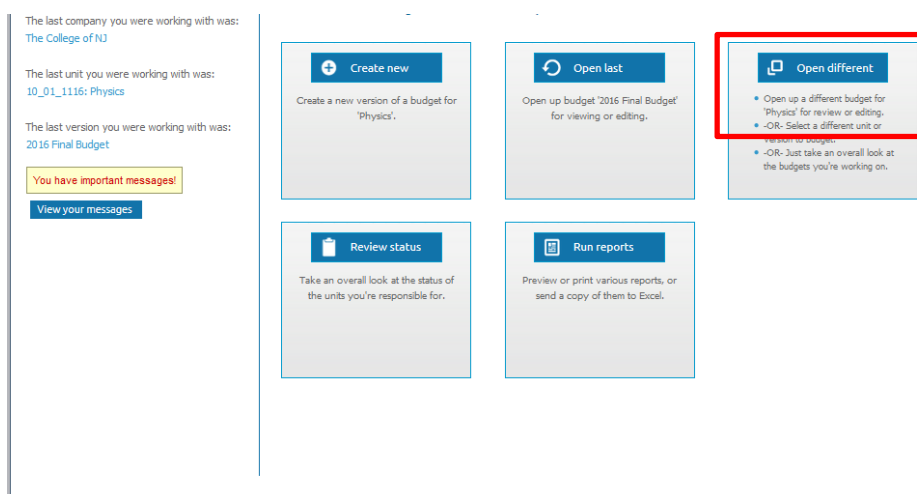 The last company you were working with was:
The College of NJ
The last unit you were working with was:
10_01_1116: Physics
The last version you were working with was:
2016 Final Budget
You have important messages!
View your messages
Create new
Create a new version of a budget for
'Physics'.
Open last
Open up budget '2016 Final Budget'
for viewing or editing.
Open different
• Open up a different budget for
'Physics' for review or editing.
• -OR- Select a different unit or
version to budget.
• -OR- Just take an overall look at
the budgets you're working on.
Review status
Take an overall look at the status of
the units you're responsible for.
Run reports
Preview or print various reports, or
send a copy of them to Excel.